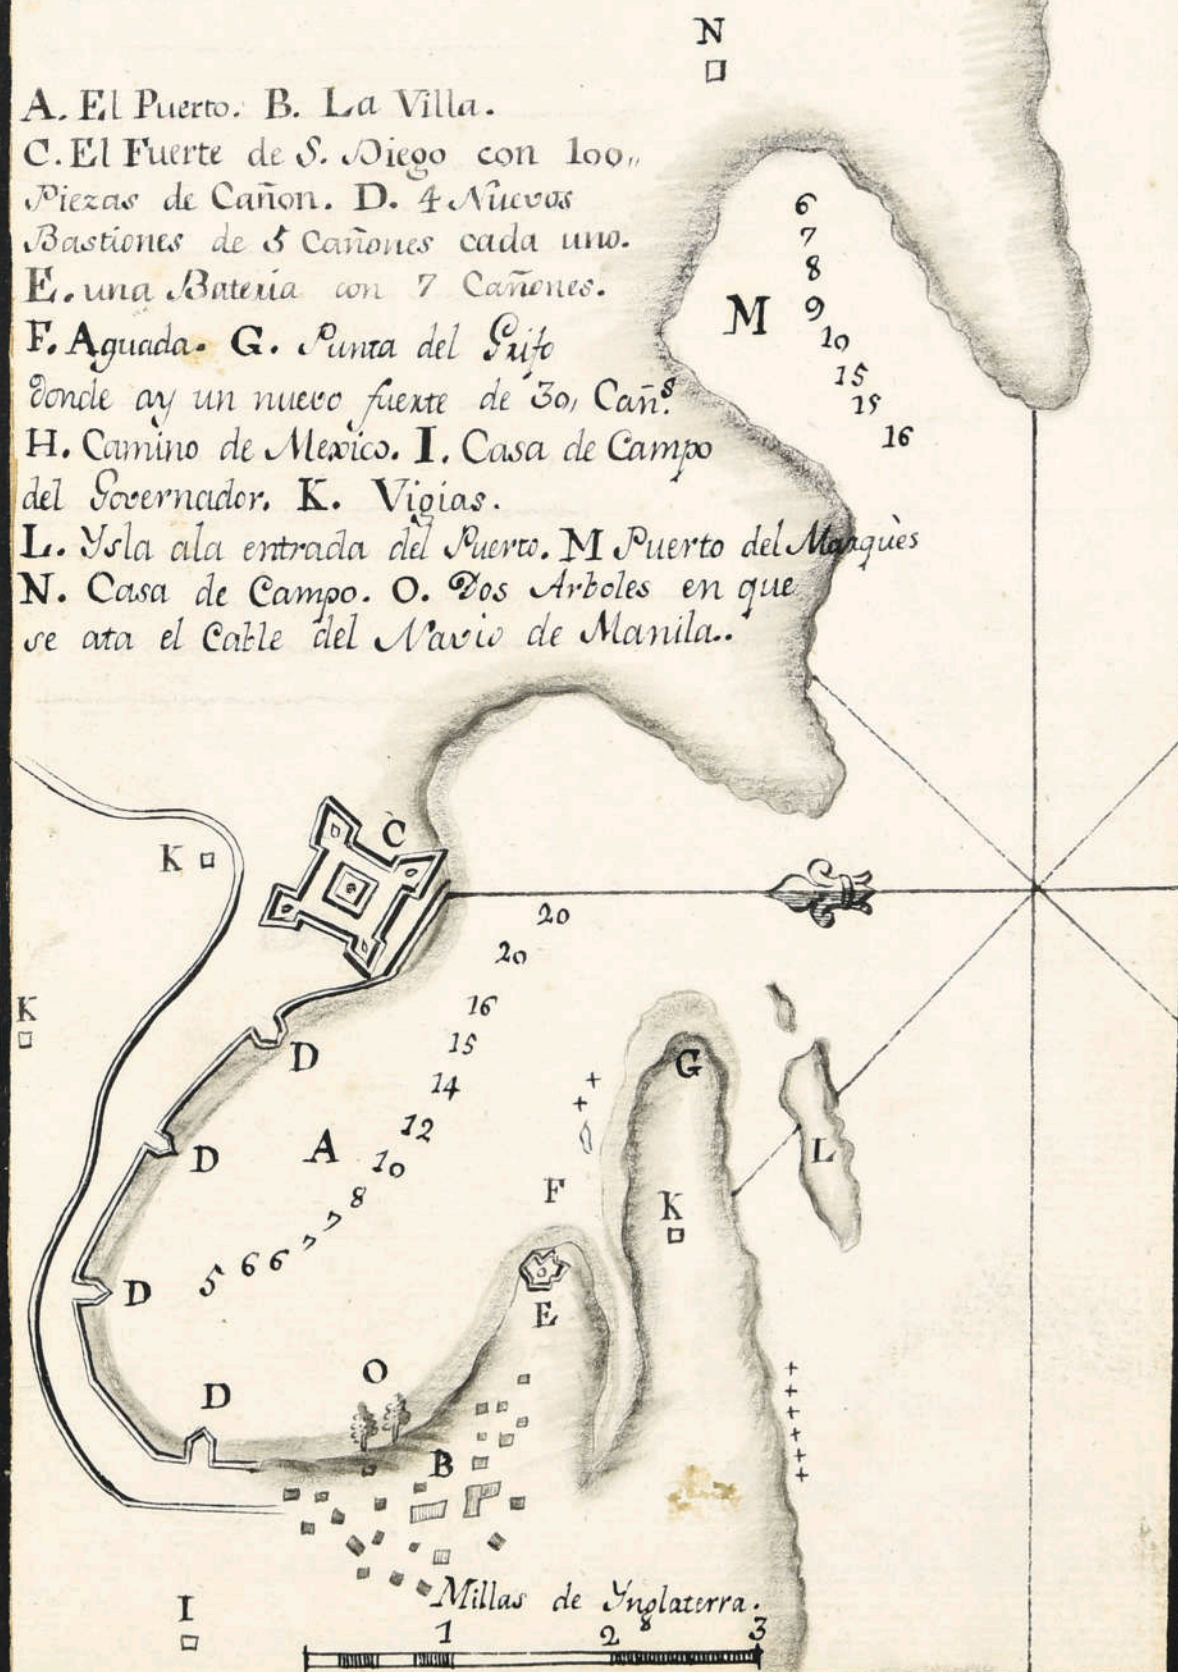 N
A. El Puerto. B. La Villa.
C. El Fuerte de S. Diego con 100,,
Piezas de Cañon. D. 4 Nuevos
Bastiones de 5 Cañones cada uno.
E. una Bateria con 7 Cañones.
F. Aguada. G. Punta del Grifo
donde ay un nuevo fuerte de 30, Cañ.s
H. Camino de Mexico. I. Casa de Campo
del Governador. K. Vigias.
L. Ysla ala entrada del Puerto. M Puerto del Marquès
N. Casa de Campo. O. Dos Arboles en que
se ata el Cable del Navio de Manila..
6
7
8
M 9
10
15
15
16
C
K
20
20
K
16
15
D
G
14
12
D
A
10
L
F
8
K
7
7
6
6
5
D
E
O
D
B
Millas de Ynglaterra.
I
1 2 8 3